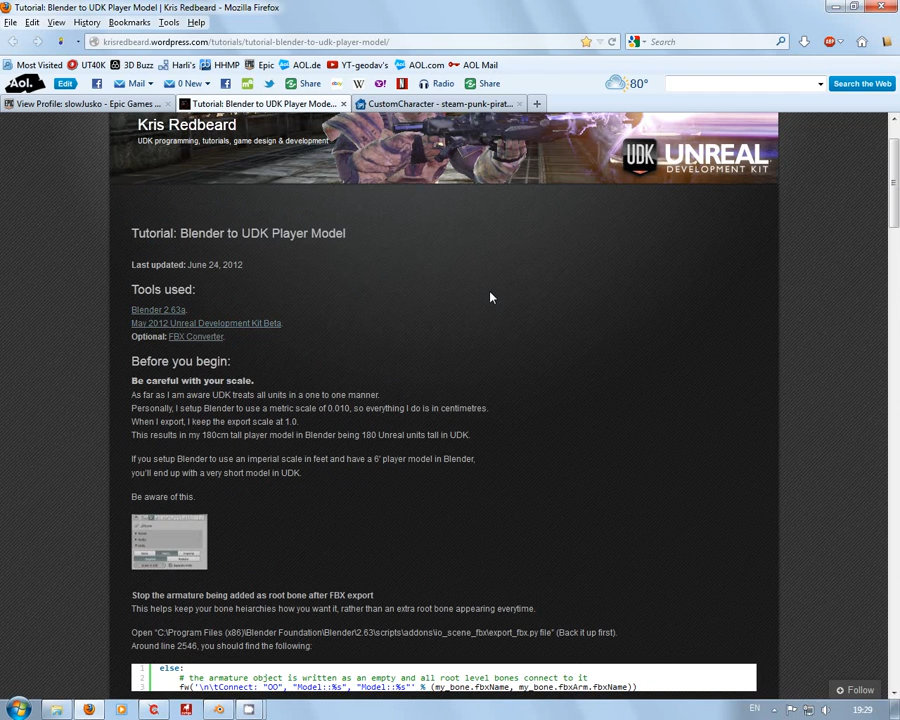 Tutorial: Blender to UDK Player Model | Kris Redbeard - Mozilla Firefox
File Edit View History Bookmarks Tools Help
krisredbeard.wordpress.com/tutorials/tutorial-blender-to-udk-player-model/
Search
Most Visited UT40K 3D Buzz Harli's HHHMP Epic AOL.de YT-geodav's AOL.com AOL Mail
Aol. Edit Mail 0 New Share Radio Share 80° Search the Web
View Profile: slowJusko - Epic Games ... Tutorial: Blender to UDK Player Mode... CustomCharacter - steam-punk-pirat...
Kris Redbeard
UDK programming, tutorials, game design & development
UDK UNREAL
DEVELOPMENT KIT
Tutorial: Blender to UDK Player Model
Last updated: June 24, 2012
Tools used:
Blender 2.63a.
May 2012 Unreal Development Kit Beta.
Optional: FBX Converter.
Before you begin:
Be careful with your scale.
As far as I am aware UDK treats all units in a one to one manner.
Personally, I setup Blender to use a metric scale of 0.010, so everything I do is in centimetres.
When I export, I keep the export scale at 1.0.
This results in my 180cm tall player model in Blender being 180 Unreal units tall in UDK.
If you setup Blender to use an imperial scale in feet and have a 6' player model in Blender,
you'll end up with a very short model in UDK.
Be aware of this.
Stop the armature being added as root bone after FBX export
This helps keep your bone heiarchies how you want it, rather than an extra root bone appearing everytime.
Open "C:\Program Files (x86)\Blender Foundation\Blender\2.63\scripts\addons\io_scene_fbx\export_fbx.py file" (Back it up first).
Around line 2546, you should find the following:
1 else:
2 # the armature object is written as an empty and all root level bones connect to it
3 fw('\n\tConnect: "OO", "Model::%s", "Model::%s"' % (my_bone.fbxName, my_bone.fbxArm.fbxName))
Follow
EN 19:29